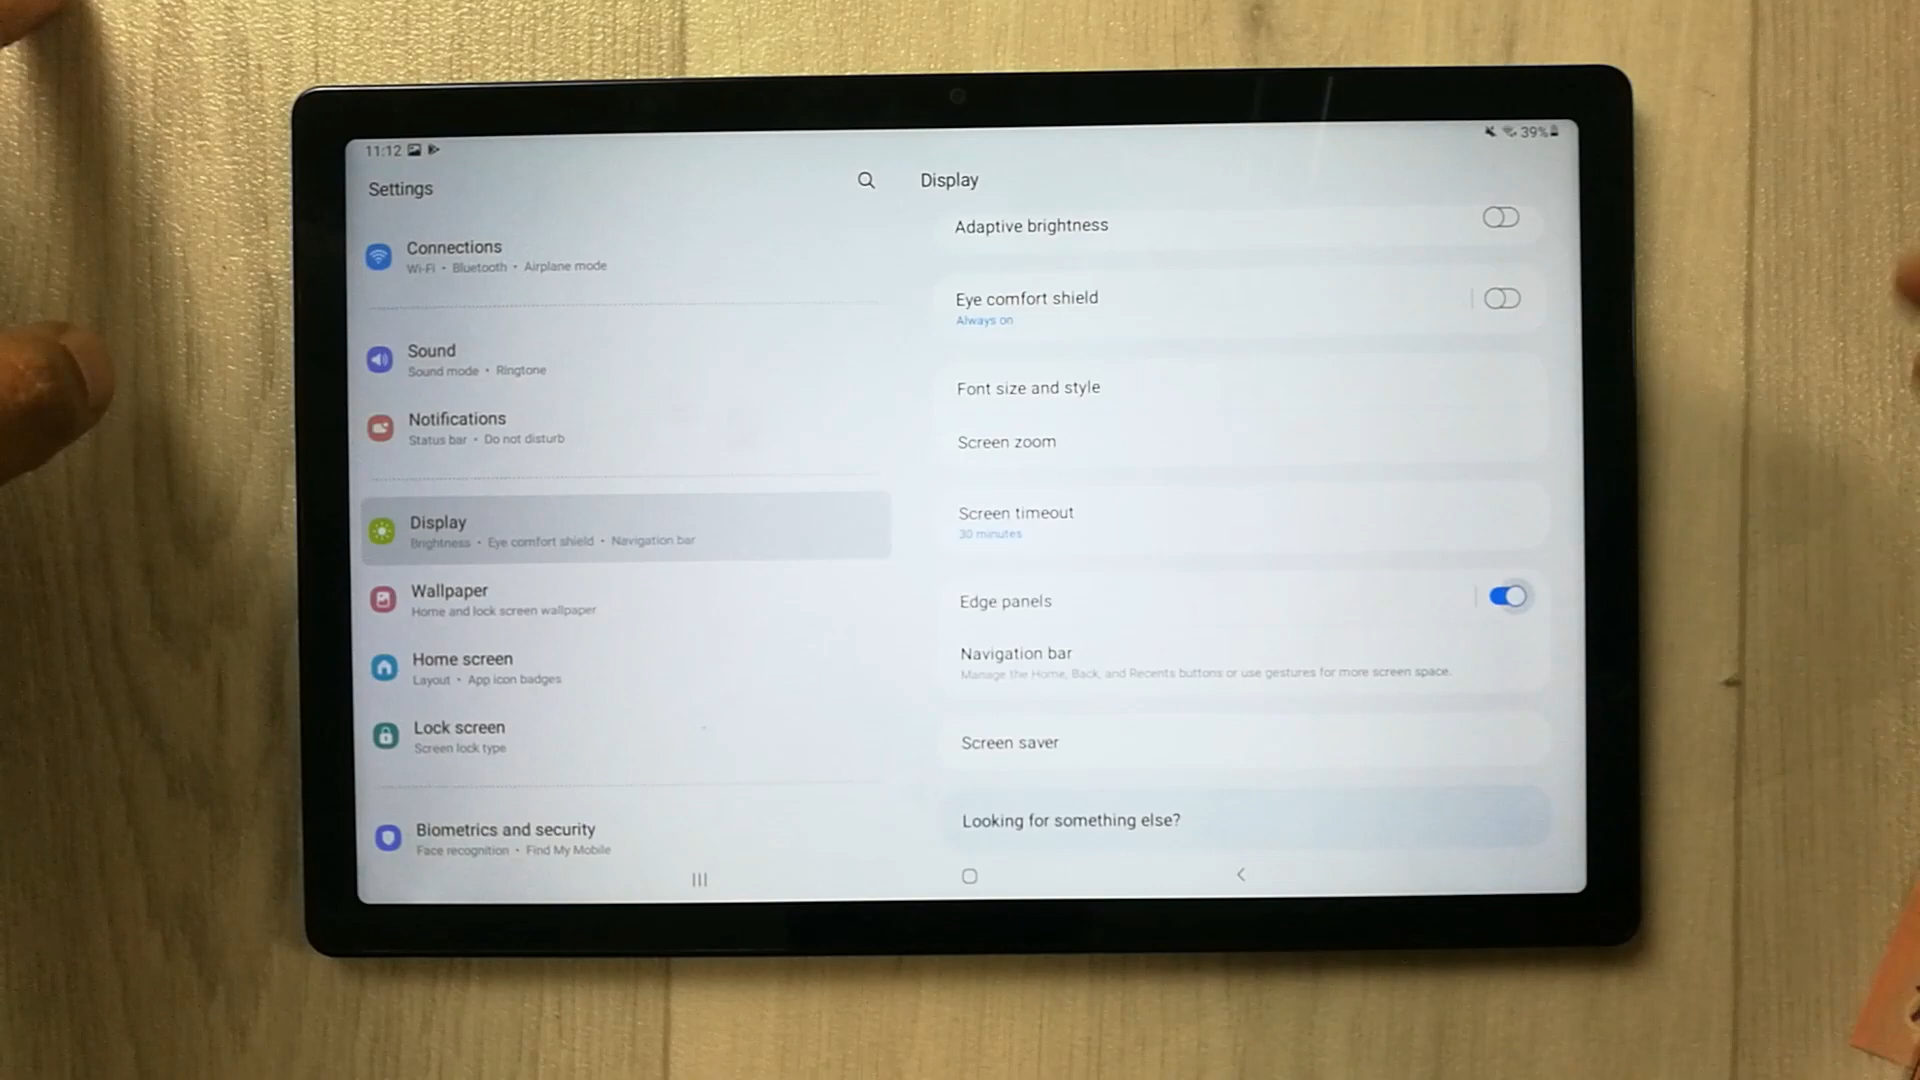 11:12
39%
Settings
Connections
Wi-Fi • Bluetooth • Airplane mode
Sound
Sound mode • Ringtone
Notifications
Status bar • Do not disturb
Display
Brightness • Eye comfort shield • Navigation bar
Wallpaper
Home and lock screen wallpaper
Home screen
Layout • App icon badges
Lock screen
Screen lock type
Biometrics and security
Face recognition • Find My Mobile
Display
Adaptive brightness
Eye comfort shield
Always on
Font size and style
Screen zoom
Screen timeout
30 minutes
Edge panels
Navigation bar
Manage the Home, Back, and Recents buttons or use gestures for more screen space.
Screen saver
Looking for something else?